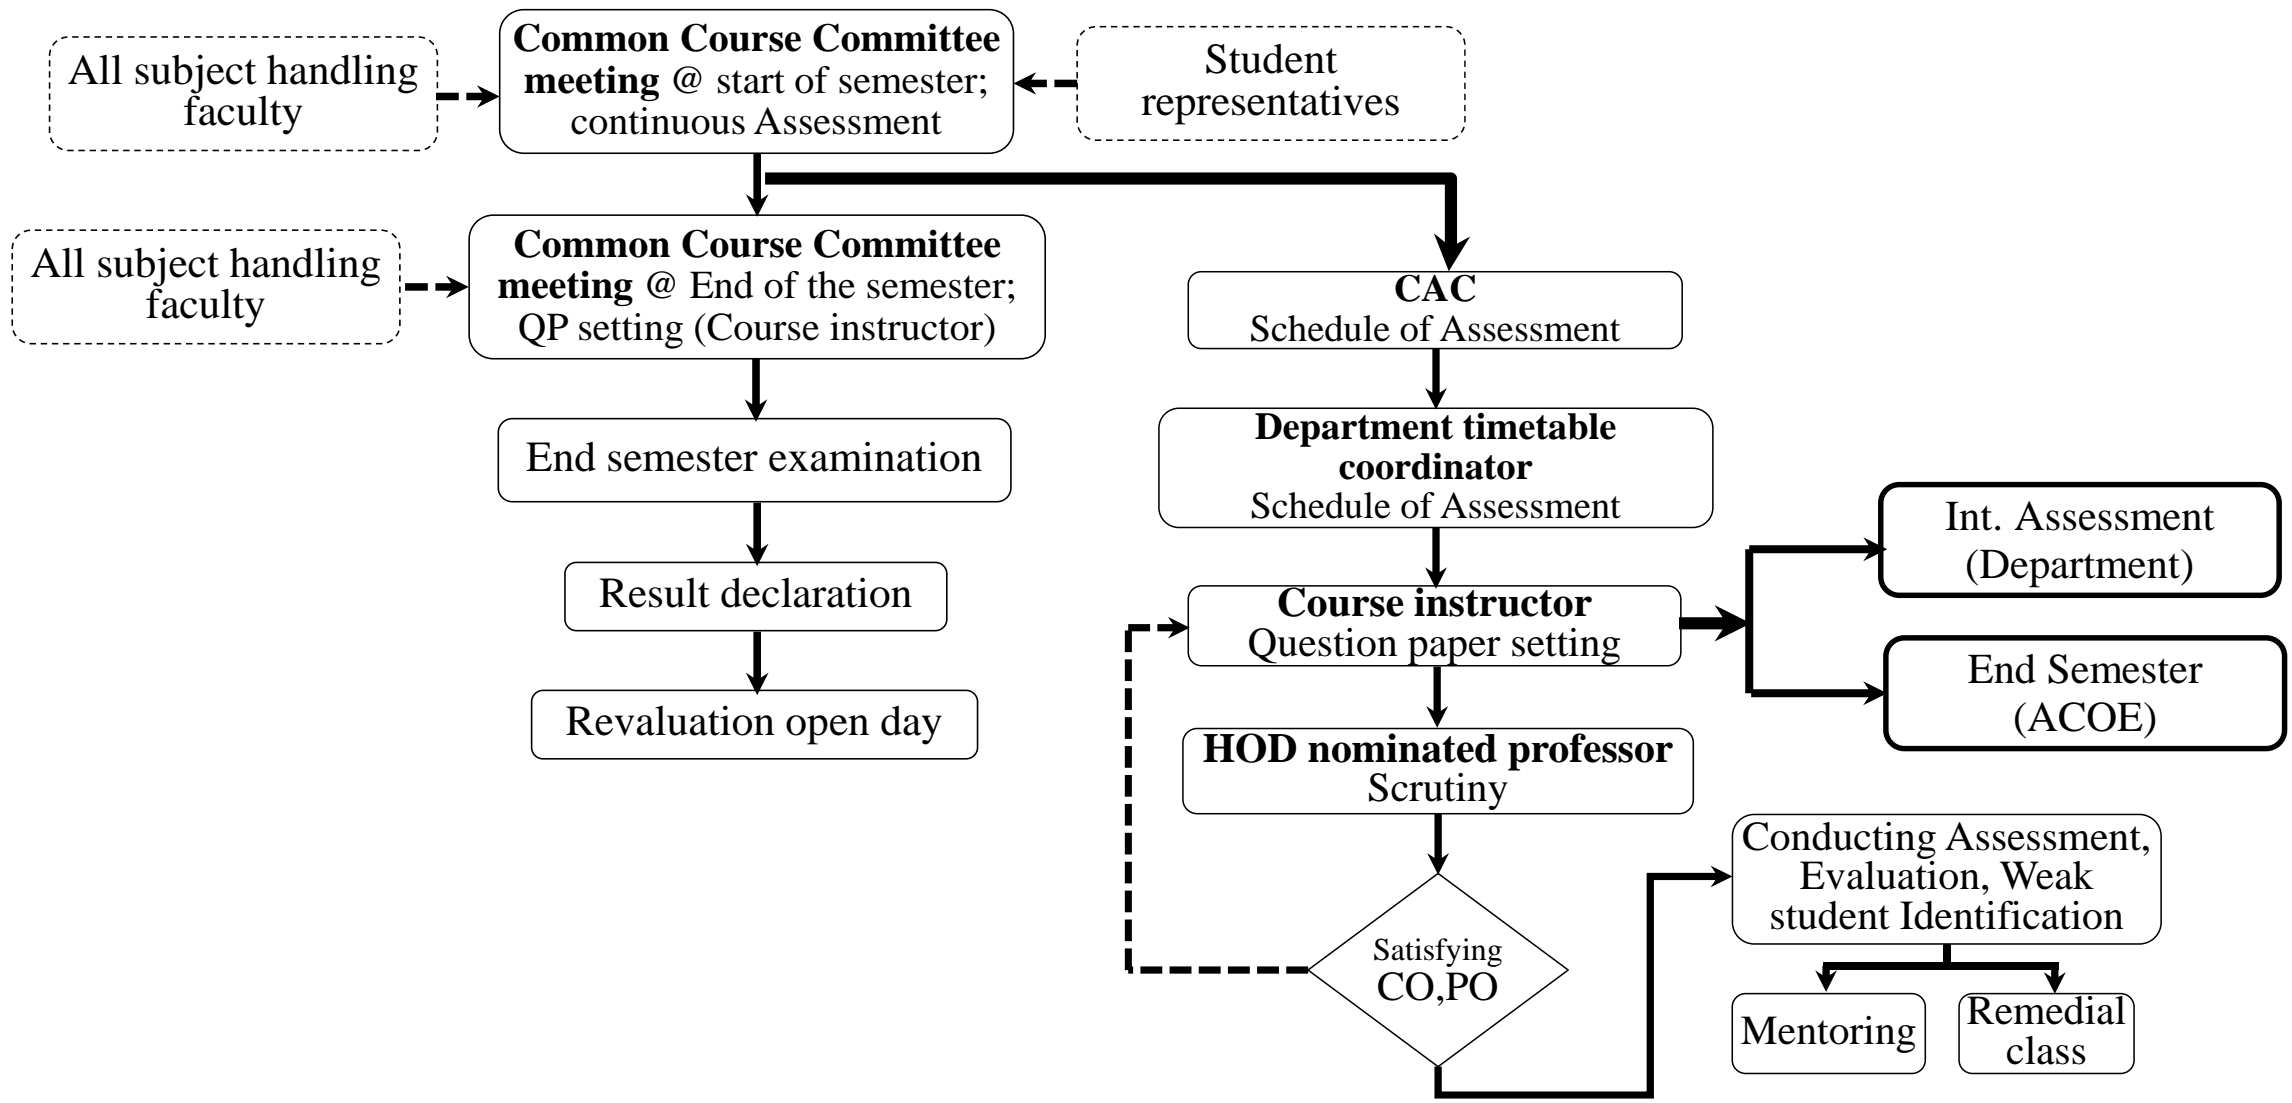 All subject handling
faculty
Common Course Committee
meeting @ start of semester;
continuous Assessment
Student
representatives
All subject handling
faculty
Common Course Committee
meeting @ End of the semester;
QP setting (Course instructor)
End semester examination
Result declaration
Revaluation open day
CAC
Schedule of Assessment
Department timetable
coordinator
Schedule of Assessment
Course instructor
Question paper setting
Int. Assessment
(Department)
End Semester
(ACOE)
HOD nominated professor
Scrutiny
Satisfying
CO,PO
Conducting Assessment,
Evaluation, Weak
student Identification
Mentoring
Remedial
class